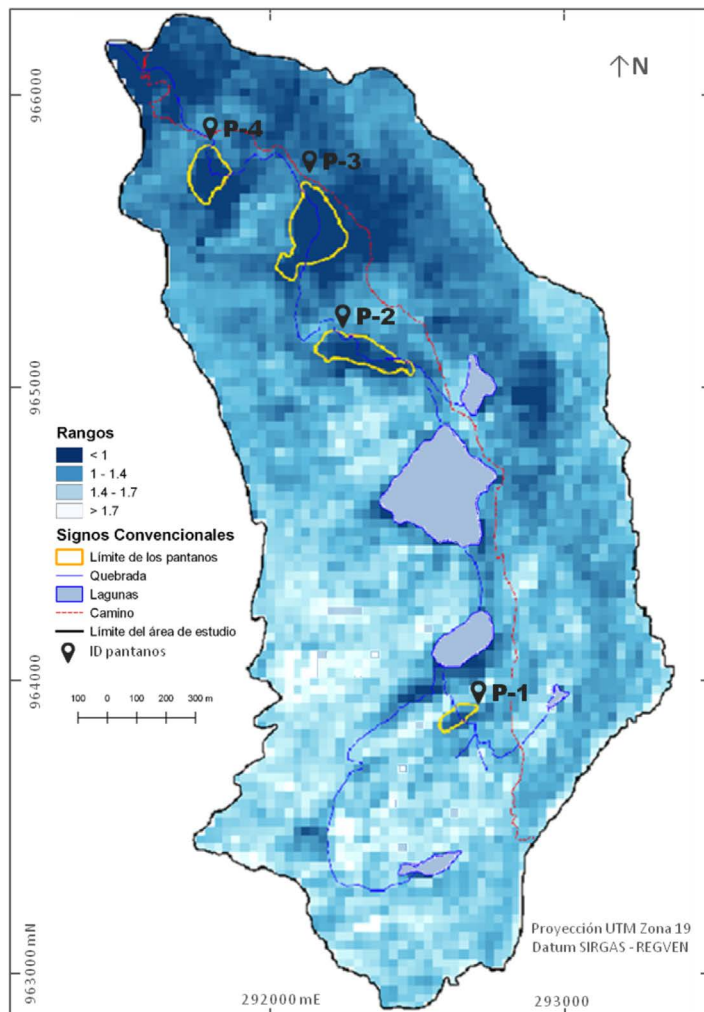 966000
N
P-4
P-3
P-2
965000
Rangos
< 1
1 - 1.4
1.4 - 1.7
> 1.7
Signos Convencionales
Límite de los pantanos
Quebrada
Lagunas
Camino
Límite del área de estudio
ID pantanos
964000
P-1
100 0 100 200 300 m
Proyección UTM Zona 19
Datum SIRGAS - REGVEN
963000 mN
292000 mE
293000